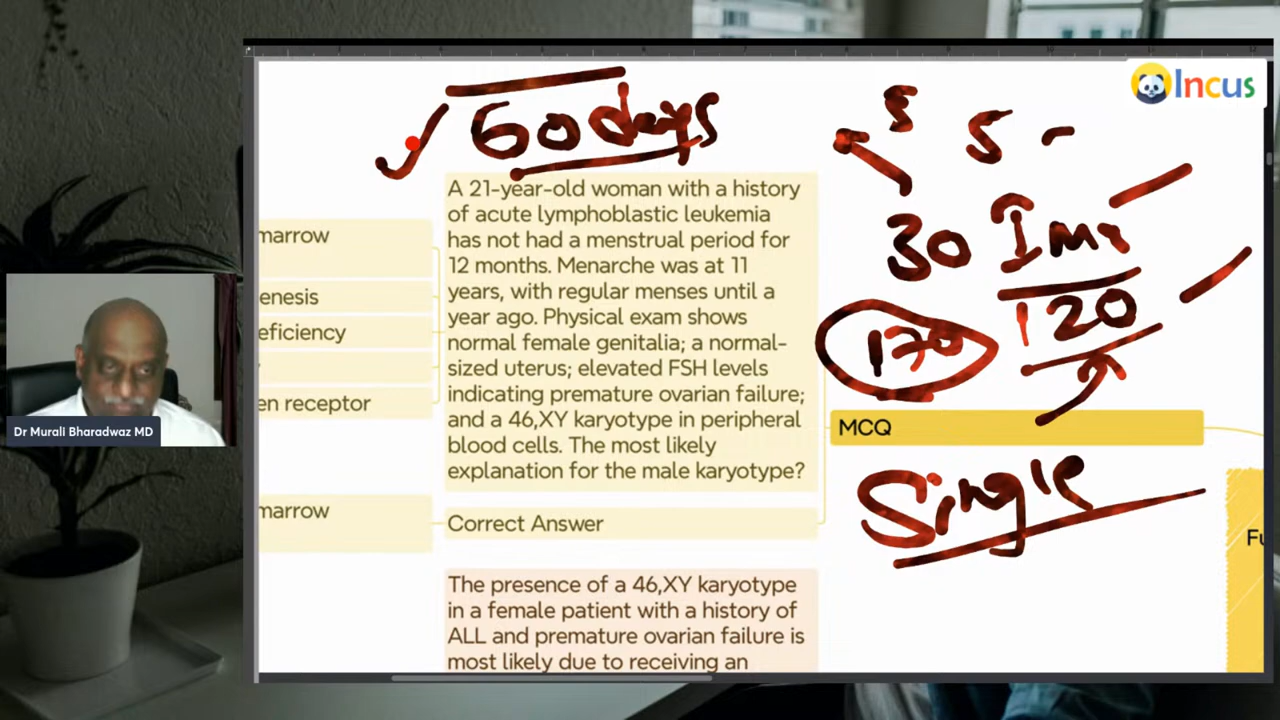 Incus
60 days
5
5
30 Imr
120
170
Single
marrow
enesis
eficiency
en receptor
marrow
A 21-year-old woman with a history
of acute lymphoblastic leukemia
has not had a menstrual period for
12 months. Menarche was at 11
years, with regular menses until a
year ago. Physical exam shows
normal female genitalia; a normal-
sized uterus; elevated FSH levels
indicating premature ovarian failure;
and a 46,XY karyotype in peripheral
blood cells. The most likely
explanation for the male karyotype?
MCQ
Correct Answer
Fu
The presence of a 46,XY karyotype
in a female patient with a history of
ALL and premature ovarian failure is
most likely due to receiving an
Dr Murali Bharadwaz MD